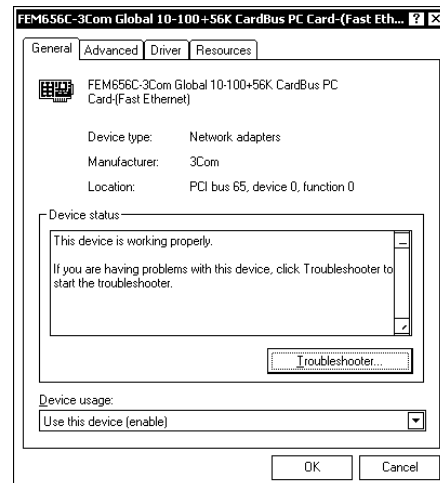 FEM656C-3Com Global 10-100+56K CardBus PC Card-(Fast Eth...
General Advanced Driver Resources
FEM656C-3Com Global 10-100+56K CardBus PC
Card-(Fast Ethernet)
Device type: Network adapters
Manufacturer: 3Com
Location: PCI bus 65, device 0, function 0
Device status
This device is working properly.
If you are having problems with this device, click Troubleshooter to
start the troubleshooter.
Troubleshooter...
Device usage:
Use this device (enable)
OK Cancel